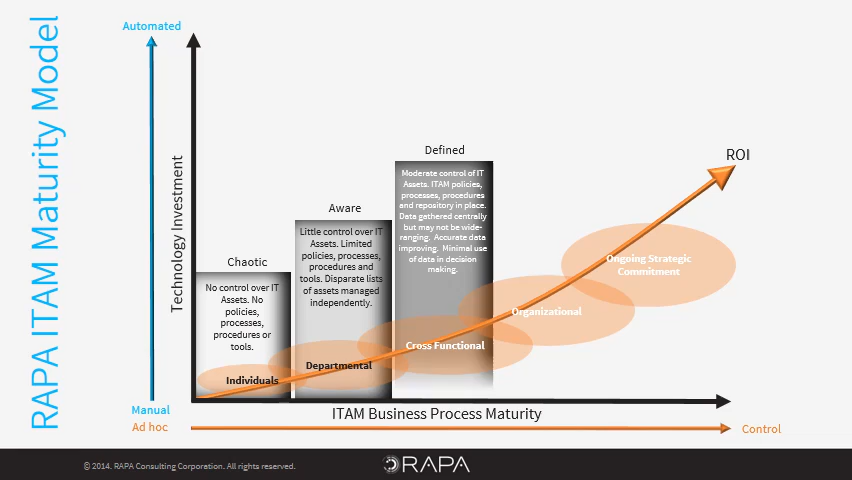 RAPA ITAM Maturity Model
Automated
Technology Investment
Manual
Ad hoc
Chaotic
No control over IT
Assets. No
policies,
processes,
procedures or
tools.
Individuals
Aware
Little control over IT
Assets. Limited
policies, processes,
procedures and
tools. Disparate lists
of assets managed
independently.
Departmental
Defined
Moderate control of IT
Assets. ITAM policies,
processes, procedures
and repository in place.
Data gathered centrally
but may not be wide-
ranging. Accurate data
improving. Minimal use
of data in decision
making.
Cross Functional
Organizational
Ongoing Strategic
Commitment
ROI
ITAM Business Process Maturity
Control
© 2014. RAPA Consulting Corporation. All rights reserved.
RAPA